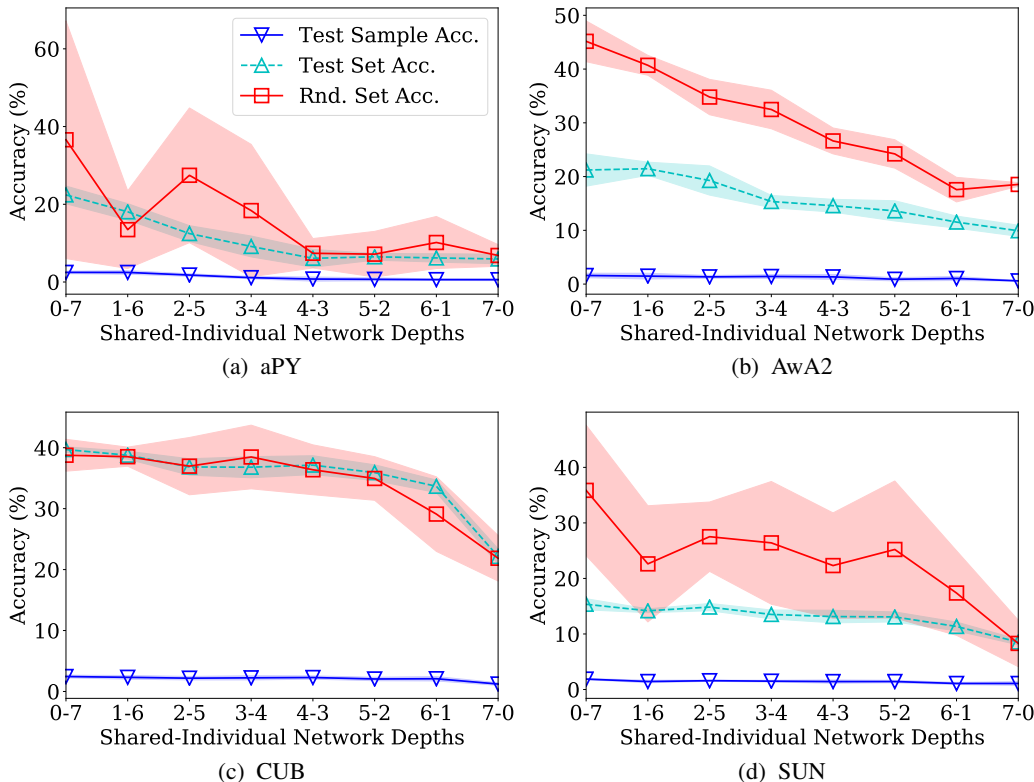 Test Sample Acc.
Test Set Acc.
Rnd. Set Acc.
Accuracy (%)
60
40
20
0
0-7 1-6 2-5 3-4 4-3 5-2 6-1 7-0
Shared-Individual Network Depths
(a) aPY
Accuracy (%)
50
40
30
20
10
0
0-7 1-6 2-5 3-4 4-3 5-2 6-1 7-0
Shared-Individual Network Depths
(b) AwA2
Accuracy (%)
40
30
20
10
0
0-7 1-6 2-5 3-4 4-3 5-2 6-1 7-0
Shared-Individual Network Depths
(c) CUB
Accuracy (%)
40
30
20
10
0
0-7 1-6 2-5 3-4 4-3 5-2 6-1 7-0
Shared-Individual Network Depths
(d) SUN